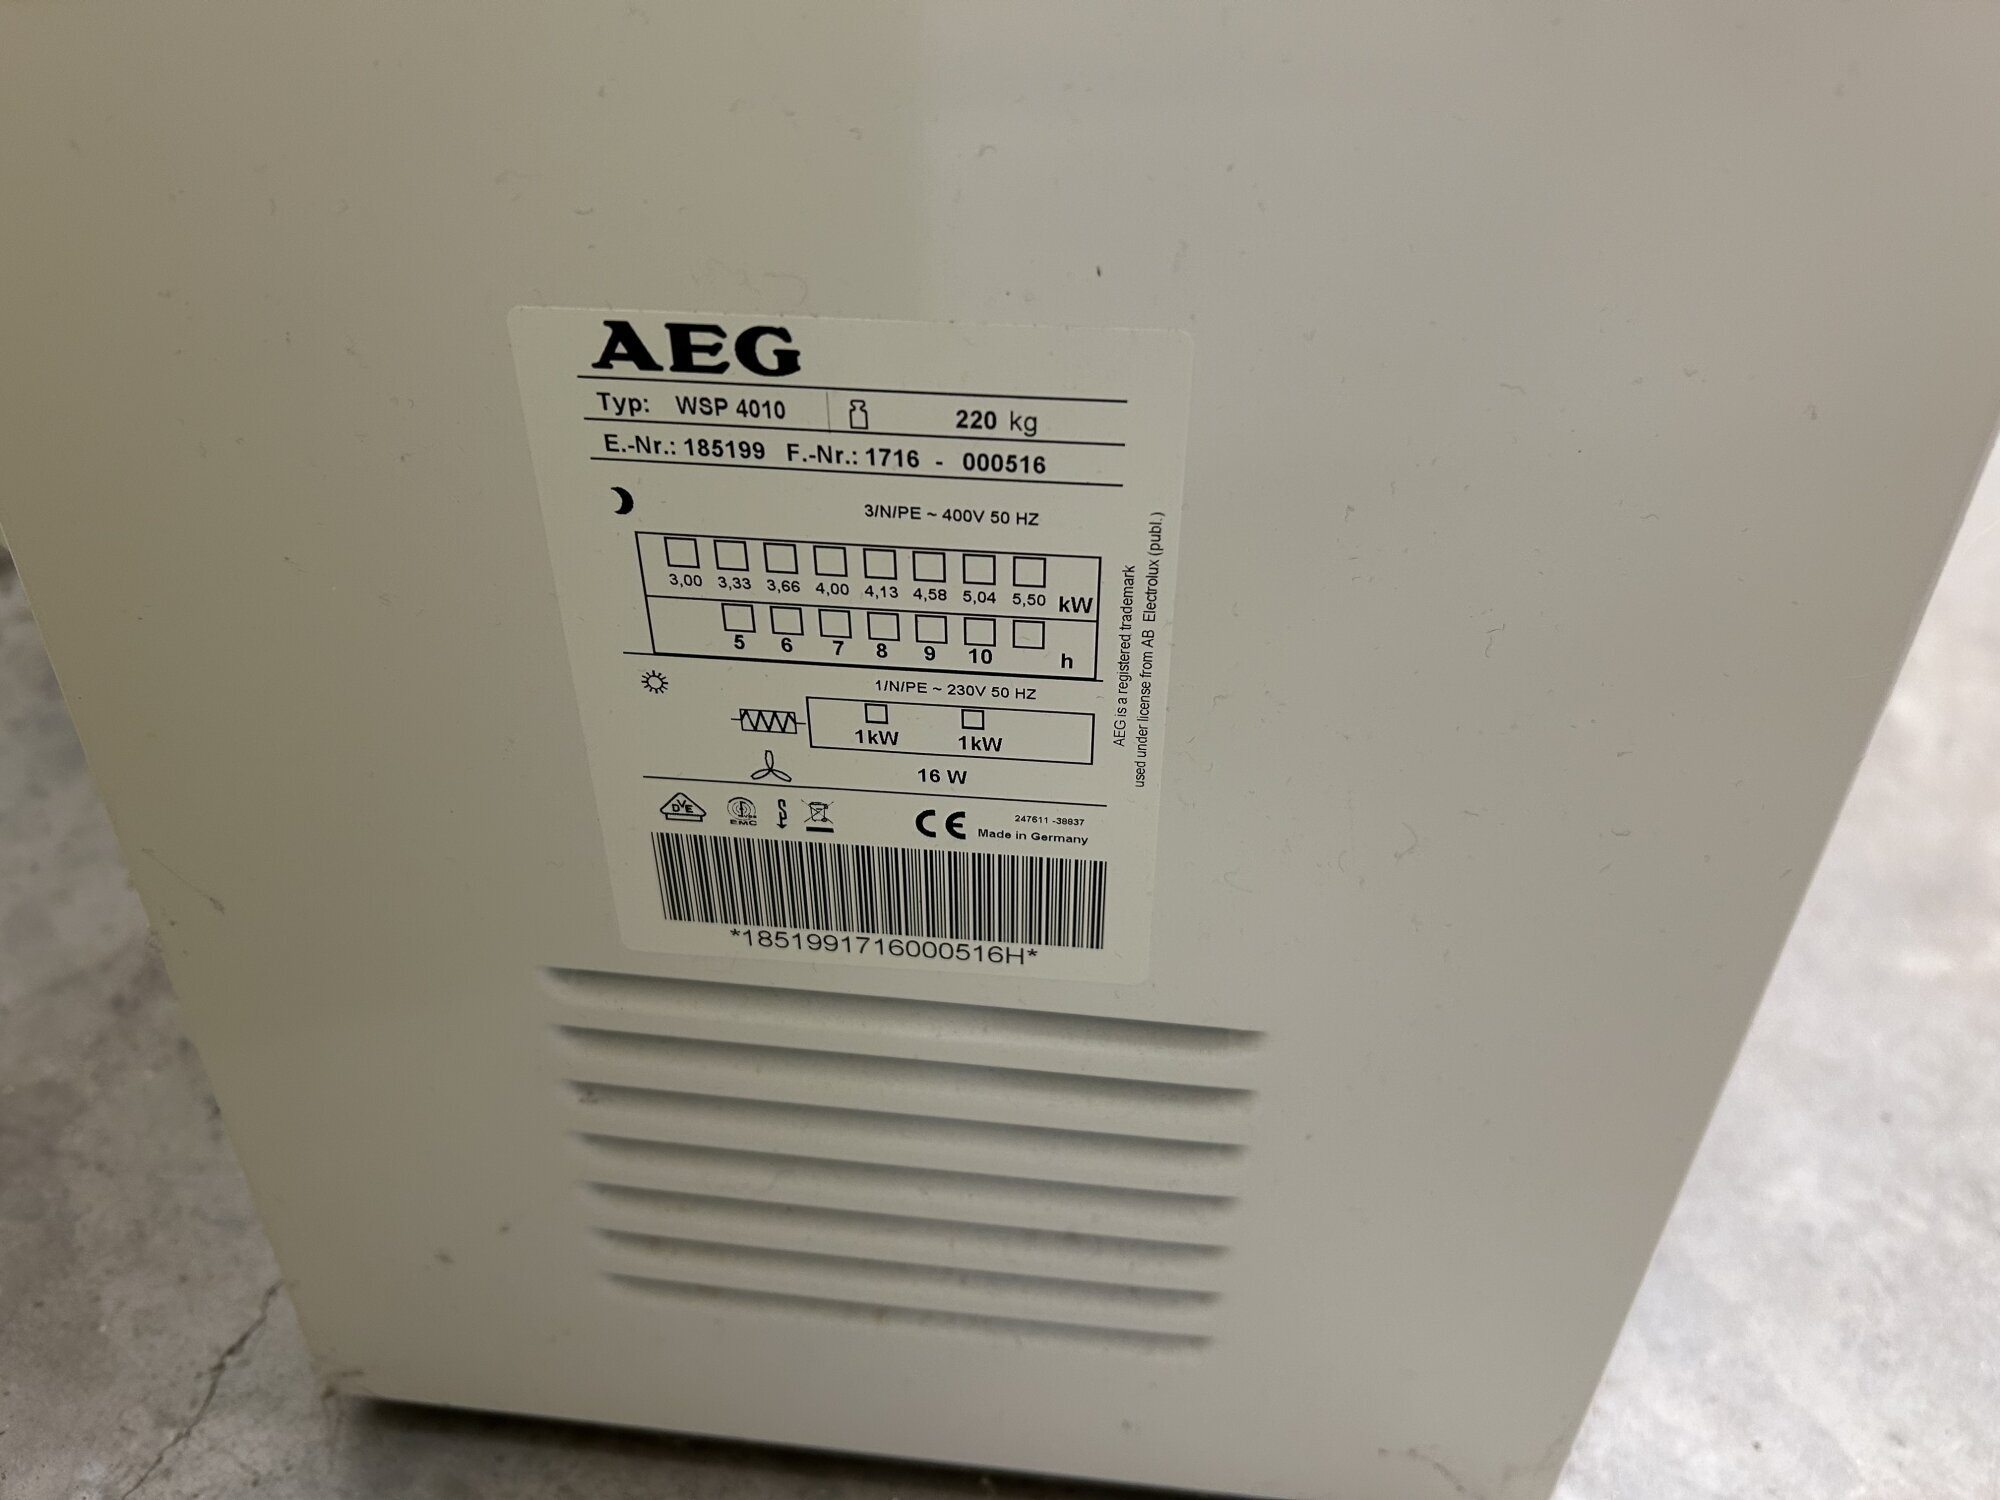 AEG
Typ: WSP 4010 220 kg
E.-Nr.: 185199 F.-Nr.: 1716 - 000516
3/N/PE ~ 400V 50 HZ
3,00 3,33 3,66 4,00 4,13 4,58 5,04 5,50 kW
5 6 7 8 9 10 h
1/N/PE ~ 230V 50 HZ
1kW 1kW
16 W
AEG is a registered trademark
used under license from AB Electrolux (publ.)
DVE EMC CE 247611 -38837
Made in Germany
*1851991716000516H*